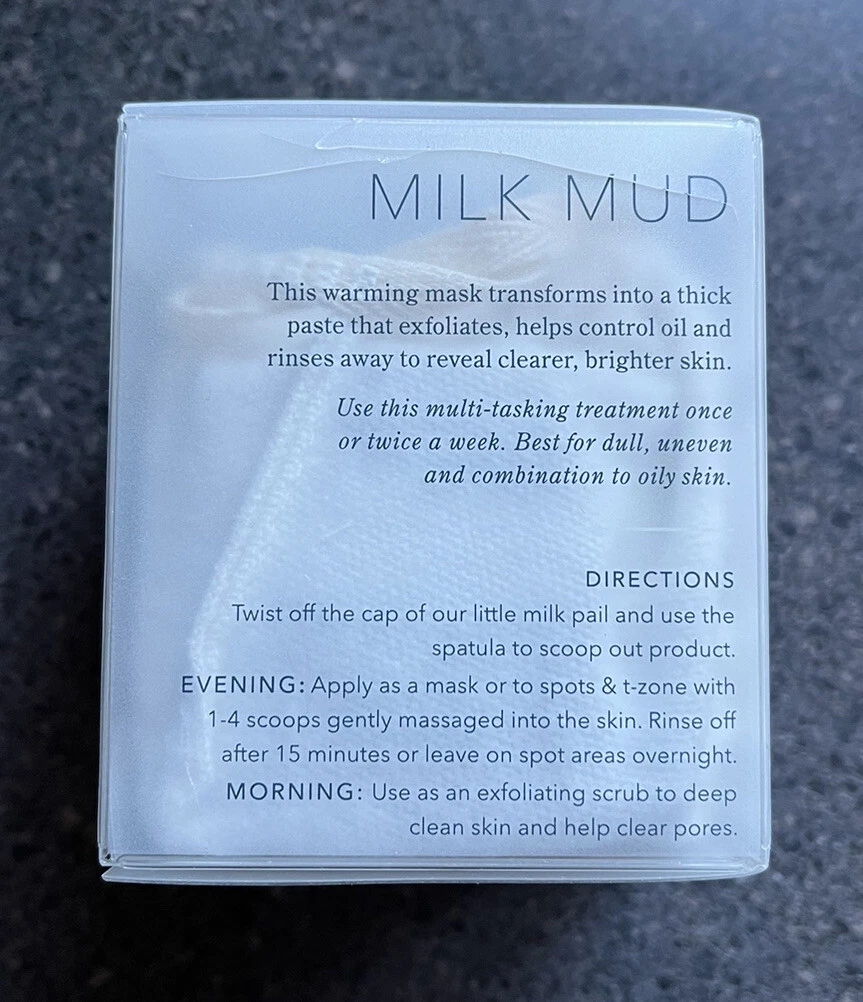 MILK MUD
This warming mask transforms into a thick
paste that exfoliates, helps control oil and
rinses away to reveal clearer, brighter skin.
Use this multi-tasking treatment once
or twice a week. Best for dull, uneven
and combination to oily skin.
DIRECTIONS
Twist off the cap of our little milk pail and use the
spatula to scoop out product.
EVENING: Apply as a mask or to spots & t-zone with
1-4 scoops gently massaged into the skin. Rinse off
after 15 minutes or leave on spot areas overnight.
MORNING: Use as an exfoliating scrub to deep
clean skin and help clear pores.